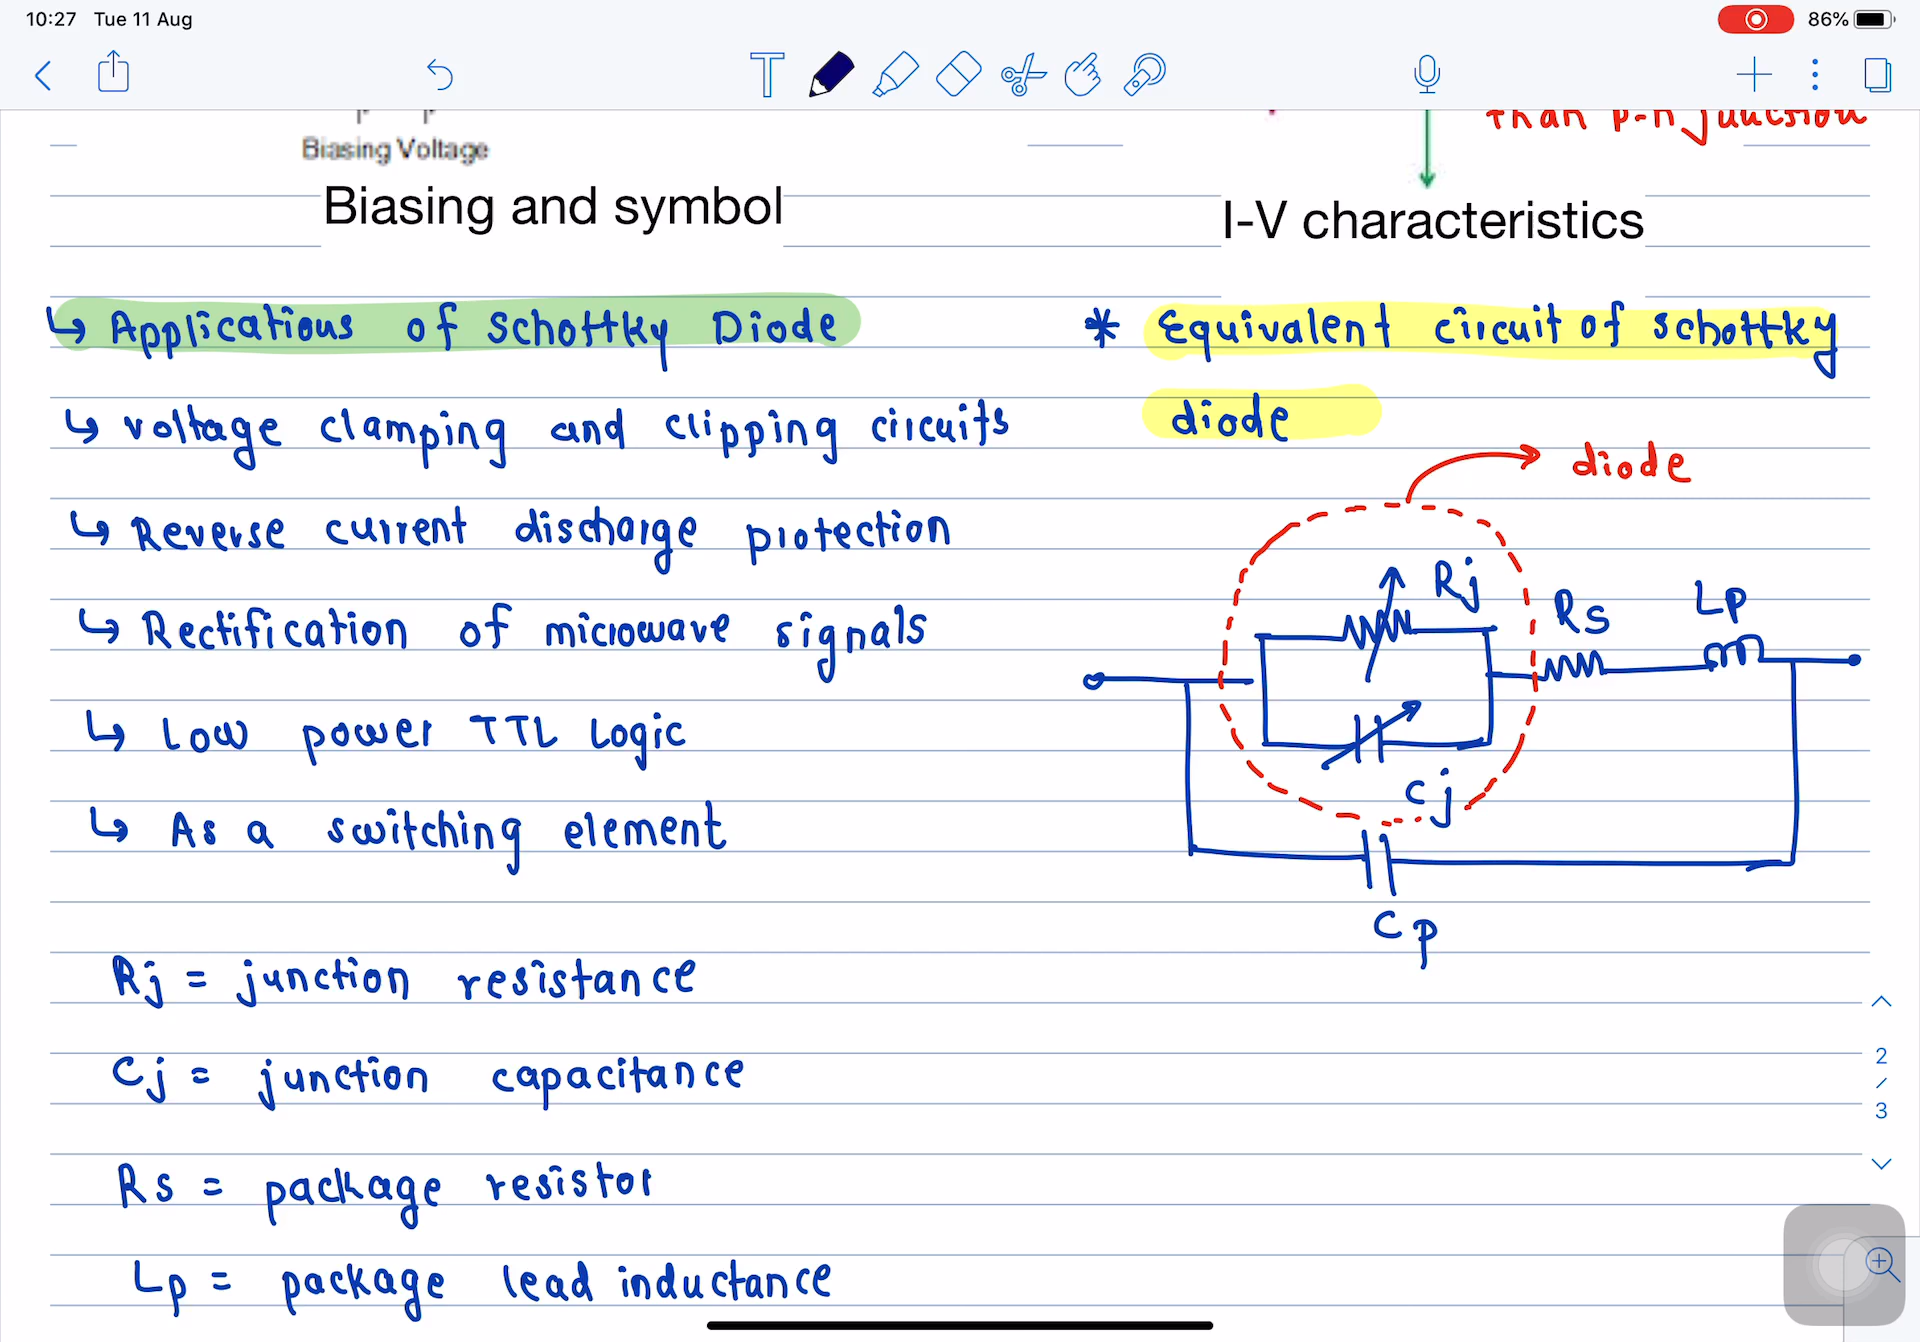 10:27 Tue 11 Aug
86%
than p-n junction
Biasing Voltage
Biasing and symbol
I-V characteristics
↳ Applications of Schottky Diode
↳ voltage clamping and clipping circuits
↳ Reverse current discharge protection
↳ Rectification of microwave signals
↳ Low power TTL Logic
↳ As a switching element
Rj = junction resistance
Cj = junction capacitance
Rs = package resistor
Lp = package lead inductance
* Equivalent circuit of schottky
diode
diode
Rj
Rs
Lp
Cj
Cp
2
/
3